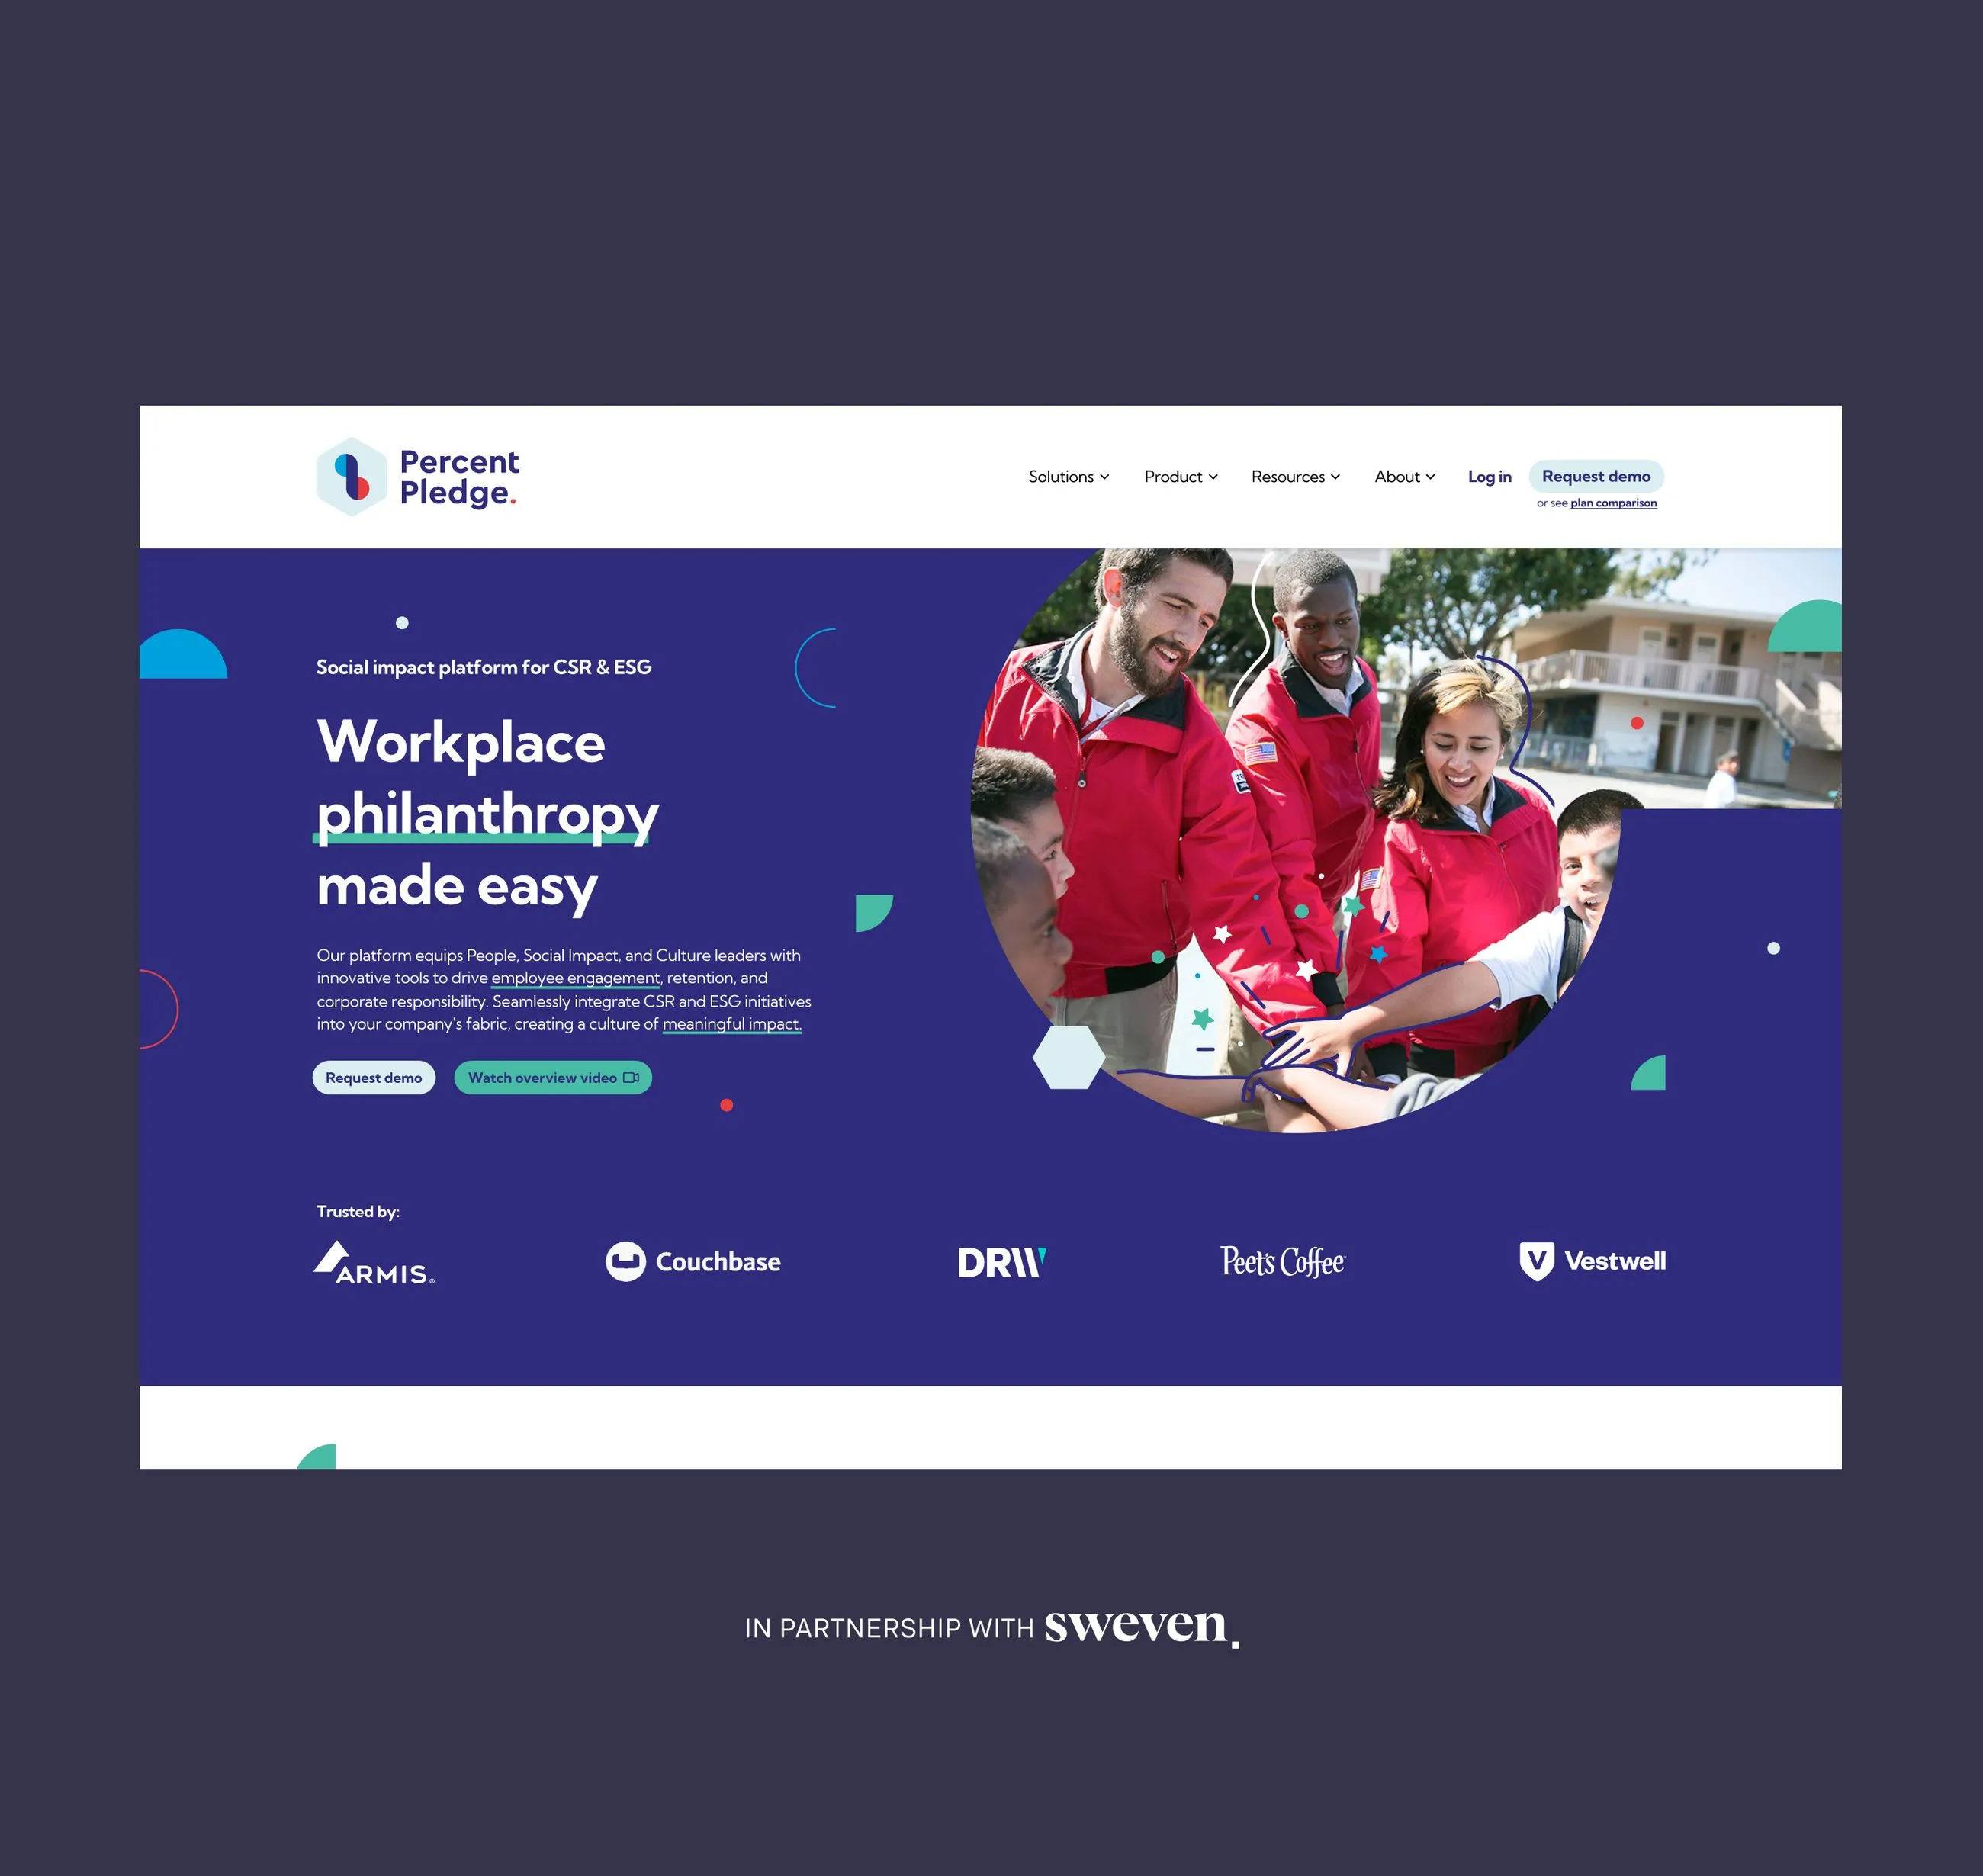 Percent
Pledge.
Solutions
Product
Resources
About
Log in
Request demo
or see plan comparison
Social impact platform for CSR & ESG
Workplace
philanthropy
made easy
Our platform equips People, Social Impact, and Culture leaders with
innovative tools to drive employee engagement, retention, and
corporate responsibility. Seamlessly integrate CSR and ESG initiatives
into your company's fabric, creating a culture of meaningful impact.
Request demo
Watch overview video
Trusted by:
ARMIS®
Couchbase
DRW
Peet's Coffee
V Vestwell
IN PARTNERSHIP WITH sweven.